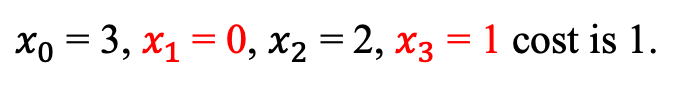 x₀ = 3, x₁ = 0, x₂ = 2, x₃ = 1 cost is 1.